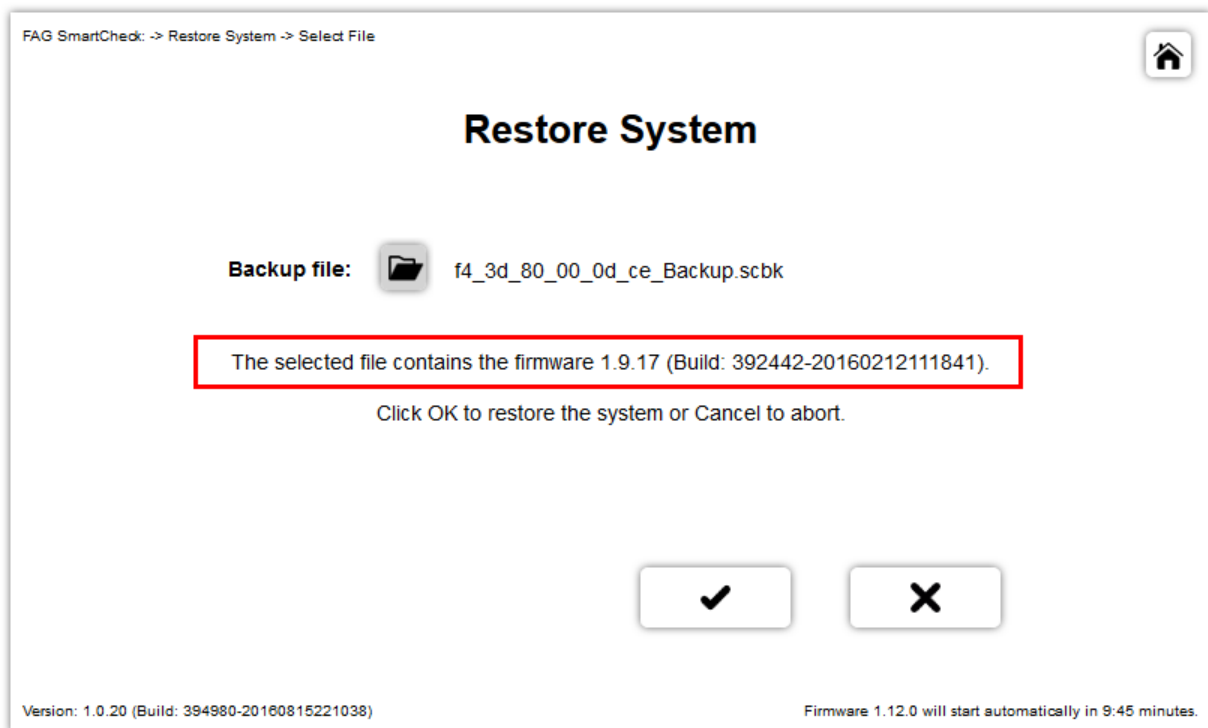 FAG SmartCheck: -> Restore System -> Select File
Restore System
Backup file: f4_3d_80_00_0d_ce_Backup.scbk
The selected file contains the firmware 1.9.17 (Build: 392442-20160212111841).
Click OK to restore the system or Cancel to abort.
Version: 1.0.20 (Build: 394980-20160815221038) Firmware 1.12.0 will start automatically in 9:45 minutes.